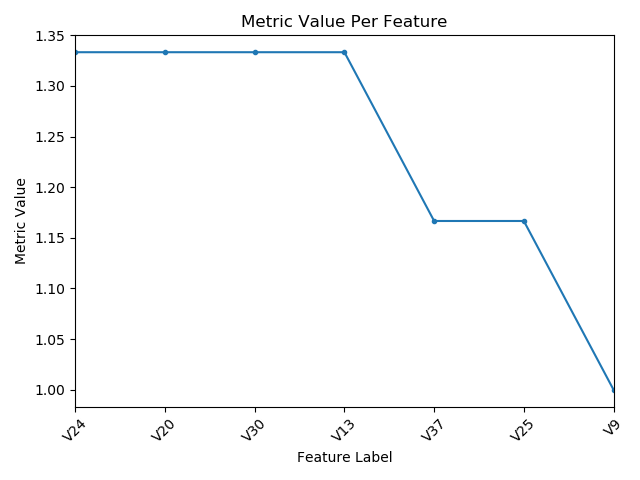 Metric Value Per Feature
1.35
1.30
1.25
1.20
1.15
1.10
1.05
1.00
Metric Value
V24 V20 V30 V13 V37 V25 V9
Feature Label